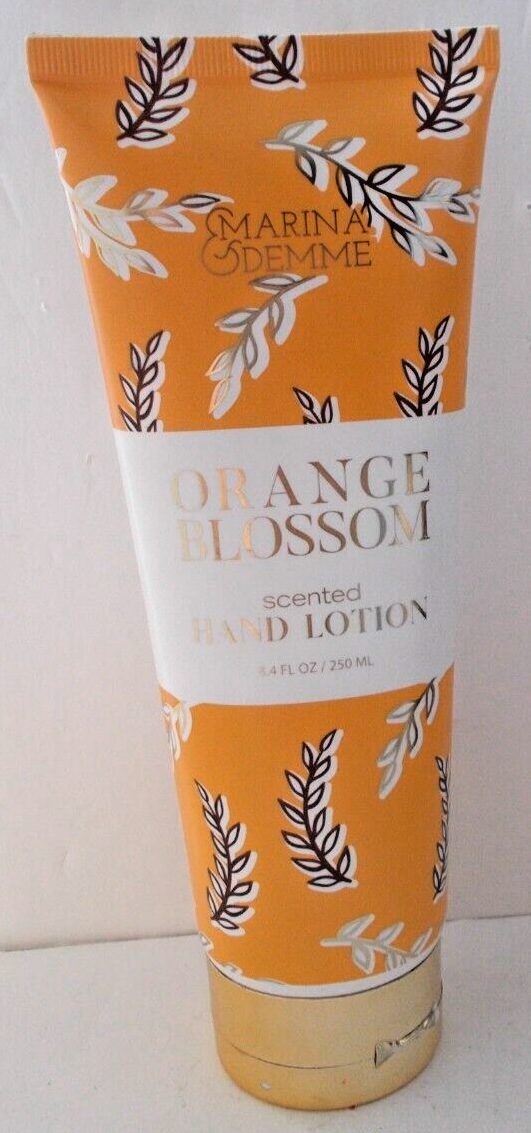 MARINA
& DEMME
ORANGE
BLOSSOM
scented
HAND LOTION
8.4 FL OZ / 250 ML